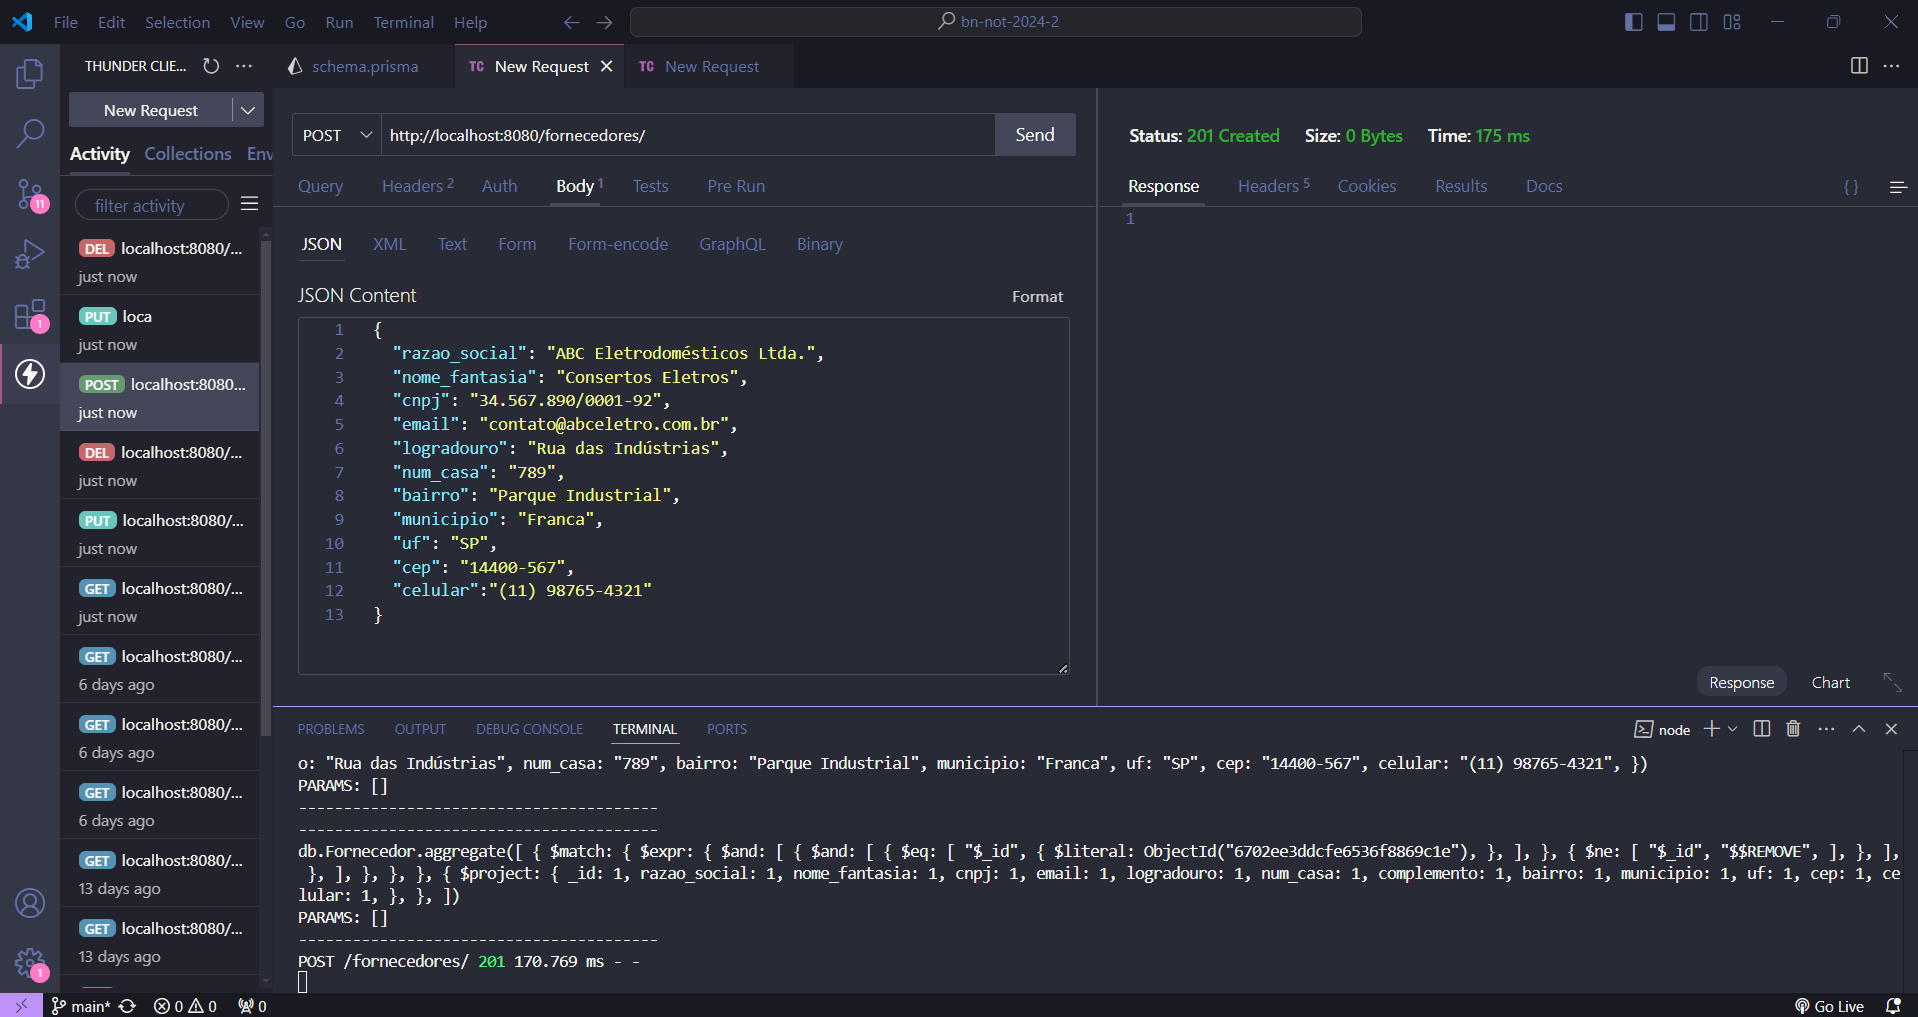 File Edit Selection View Go Run Terminal Help
bn-not-2024-2
THUNDER CLIE...
schema.prisma
TC New Request
TC New Request
New Request
POST http://localhost:8080/fornecedores/ Send
Status: 201 Created Size: 0 Bytes Time: 175 ms
Activity Collections Env
Query Headers 2 Auth Body 1 Tests Pre Run
Response Headers 5 Cookies Results Docs { }
filter activity
1
JSON XML Text Form Form-encode GraphQL Binary
JSON Content Format
DEL localhost:8080/...
just now
PUT loca
just now
POST localhost:8080...
just now
DEL localhost:8080/...
just now
PUT localhost:8080/...
just now
GET localhost:8080/...
just now
GET localhost:8080/...
6 days ago
GET localhost:8080/...
6 days ago
GET localhost:8080/...
6 days ago
GET localhost:8080/...
13 days ago
GET localhost:8080/...
13 days ago
11
1
1
1 {
2 "razao_social": "ABC Eletrodomésticos Ltda.",
3 "nome_fantasia": "Consertos Eletros",
4 "cnpj": "34.567.890/0001-92",
5 "email": "contato@abceletro.com.br",
6 "logradouro": "Rua das Indústrias",
7 "num_casa": "789",
8 "bairro": "Parque Industrial",
9 "municipio": "Franca",
10 "uf": "SP",
11 "cep": "14400-567",
12 "celular":"(11) 98765-4321"
13 }
Response Chart
PROBLEMS OUTPUT DEBUG CONSOLE TERMINAL PORTS
node
o: "Rua das Indústrias", num_casa: "789", bairro: "Parque Industrial", municipio: "Franca", uf: "SP", cep: "14400-567", celular: "(11) 98765-4321", })
PARAMS: []
----------------------------------------
----------------------------------------
db.Fornecedor.aggregate([ { $match: { $expr: { $and: [ { $and: [ { $eq: [ "$_id", { $literal: ObjectId("6702ee3ddcfe6536f8869c1e"), }, ], }, { $ne: [ "$_id", "$$REMOVE", ], }, ],
}, ], }, }, }, { $project: { _id: 1, razao_social: 1, nome_fantasia: 1, cnpj: 1, email: 1, logradouro: 1, num_casa: 1, complemento: 1, bairro: 1, municipio: 1, uf: 1, cep: 1, ce
lular: 1, }, }, ])
PARAMS: []
----------------------------------------
POST /fornecedores/ 201 170.769 ms - -
main* 0 0 0
Go Live